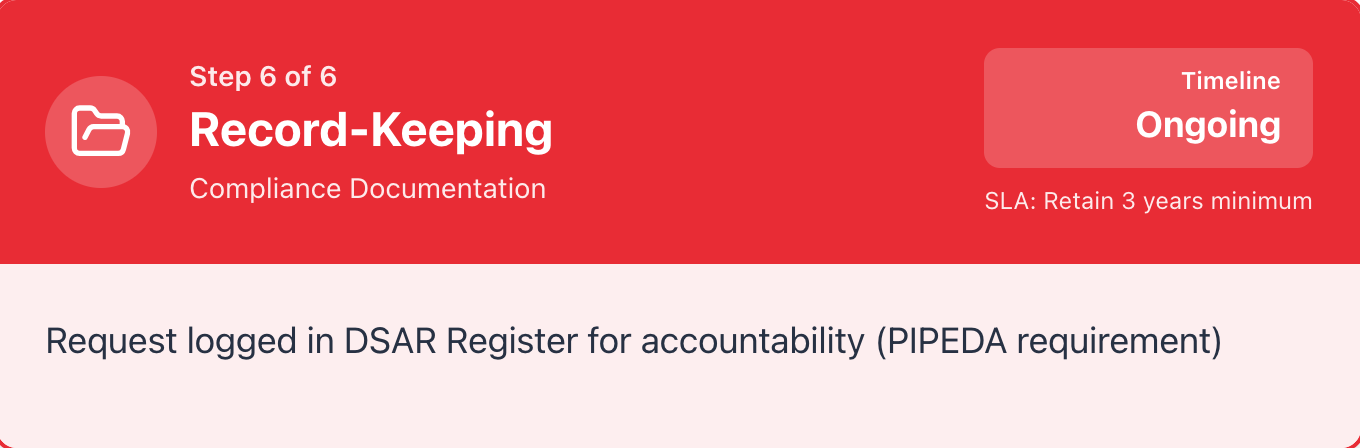 Step 6 of 6
Record-Keeping
Compliance Documentation
Timeline
Ongoing
SLA: Retain 3 years minimum
Request logged in DSAR Register for accountability (PIPEDA requirement)